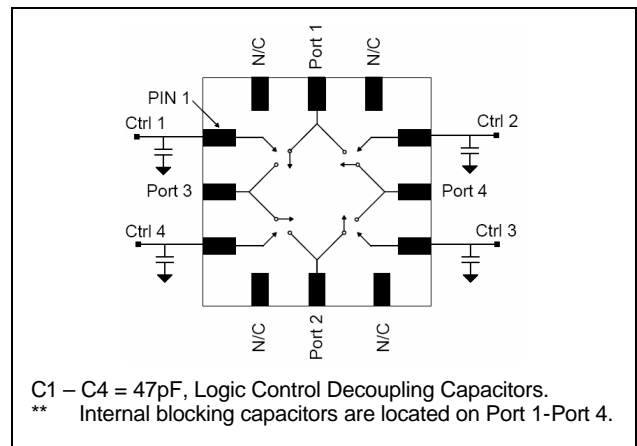 N/C
Port 1
N/C
PIN 1
Ctrl 1
Ctrl 2
Port 3
Port 4
Ctrl 4
Ctrl 3
N/C
Port 2
N/C
C1 – C4 = 47pF, Logic Control Decoupling Capacitors.
** Internal blocking capacitors are located on Port 1-Port 4.